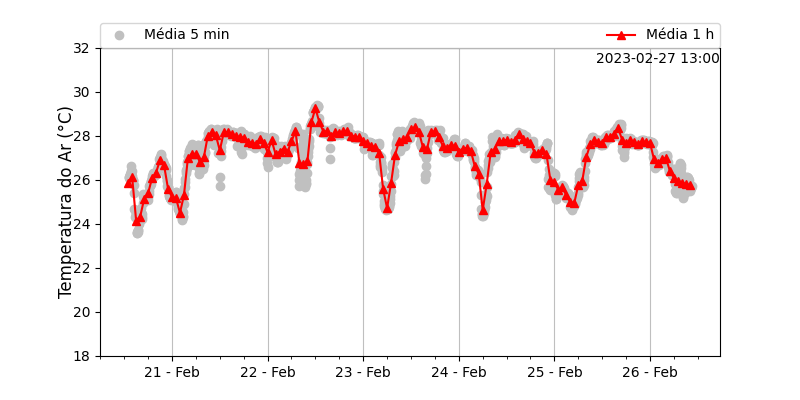 Média 5 min
Média 1 h
2023-02-27 13:00
Temperatura do Ar (°C)
32
30
28
26
24
22
20
18
21 - Feb
22 - Feb
23 - Feb
24 - Feb
25 - Feb
26 - Feb